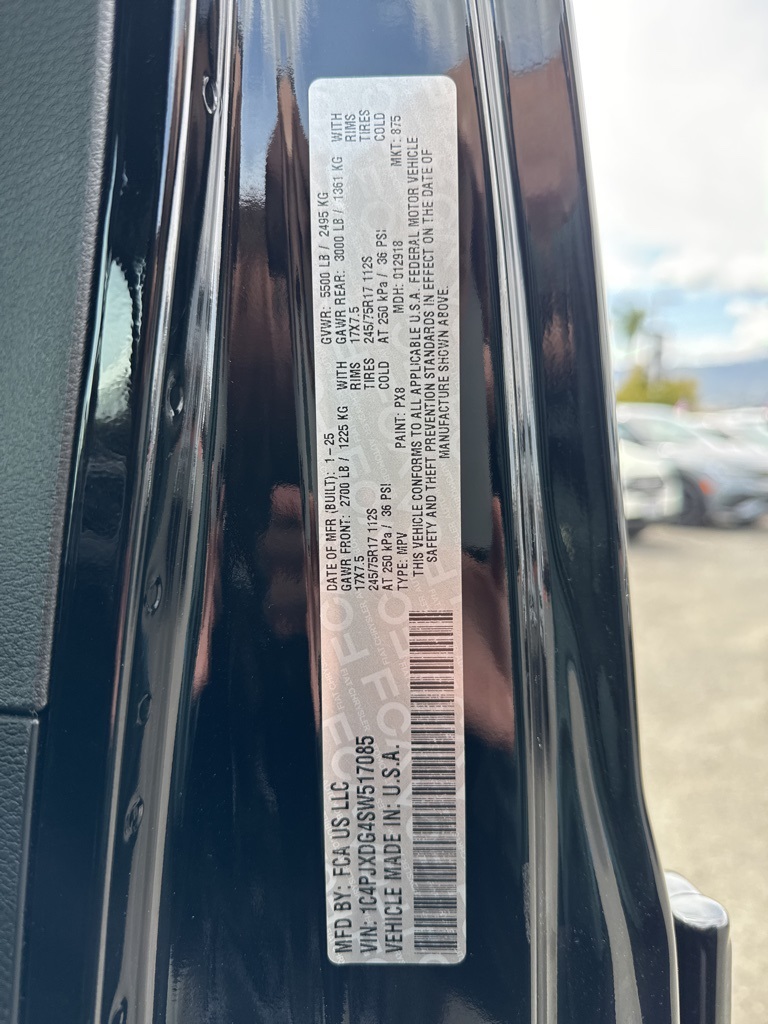 MFD BY: FCA US LLC
VIN: 1C4PJXDG4SW517085
VEHICLE MADE IN: U.S.A.
DATE OF MFR (BUILT): 1-25 GVWR: 5500 LB / 2495 KG
GAWR FRONT: 2700 LB / 1225 KG WITH GAWR REAR: 3000 LB / 1361 KG WITH
17X7.5 RIMS 17X7.5 RIMS
245/75R17 112S TIRES 245/75R17 112S TIRES
AT 250 kPa / 36 PSI COLD AT 250 kPa / 36 PSI COLD
TYPE: MPV PAINT: PX8 MDH: 012918 MKT: 875
THIS VEHICLE CONFORMS TO ALL APPLICABLE U.S.A. FEDERAL MOTOR VEHICLE
SAFETY AND THEFT PREVENTION STANDARDS IN EFFECT ON THE DATE OF
MANUFACTURE SHOWN ABOVE.